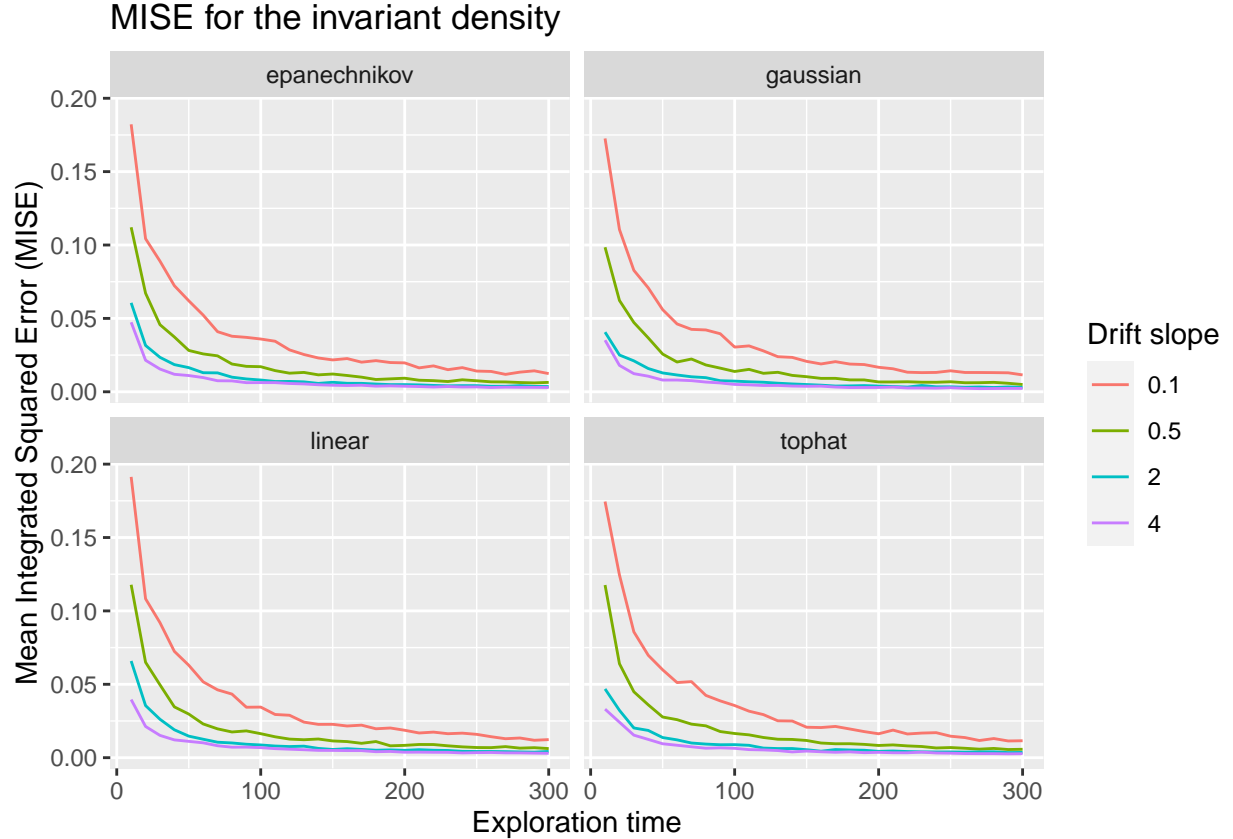 MISE for the invariant density
epanechnikov
gaussian
0.20
0.15
0.10
0.05
0.00
linear
tophat
0.20
0.15
0.10
0.05
0.00
0
100
200
300
0
100
200
300
Exploration time
Mean Integrated Squared Error (MISE)
Drift slope
0.1
0.5
2
4